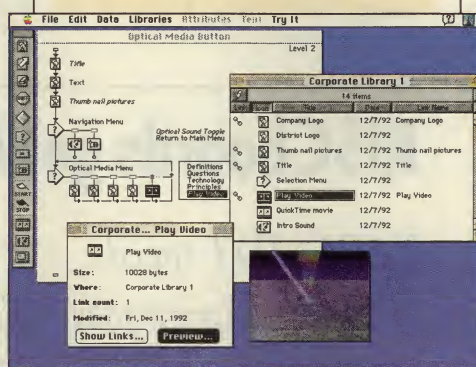 File Edit Data Libraries Attributes Text Try It
Optical Media Button
Level 2
Title
Text
Thumb nail pictures
Navigation Menu
Optical Sound Toggle
Return to Main Menu
Optical Media Menu
Definitions
Questions
Technology
Principles
Play Video
START
STOP
Corporate Library 1
14 items
Title Date Link Name
Company Logo 12/7/92 Company Logo
District Logo 12/7/92
Thumb nail pictures 12/7/92 Thumb nail pictures
Title 12/7/92 Title
Selection Menu 12/7/92
Play Video 12/7/92 Play Video
QuickTime movie 12/7/92
Intro Sound 12/7/92
Corporate... Play Video
Play Video
Size: 10028 bytes
Where: Corporate Library 1
Link count: 1
Modified: Fri, Dec 11, 1992
Show Links... Preview...